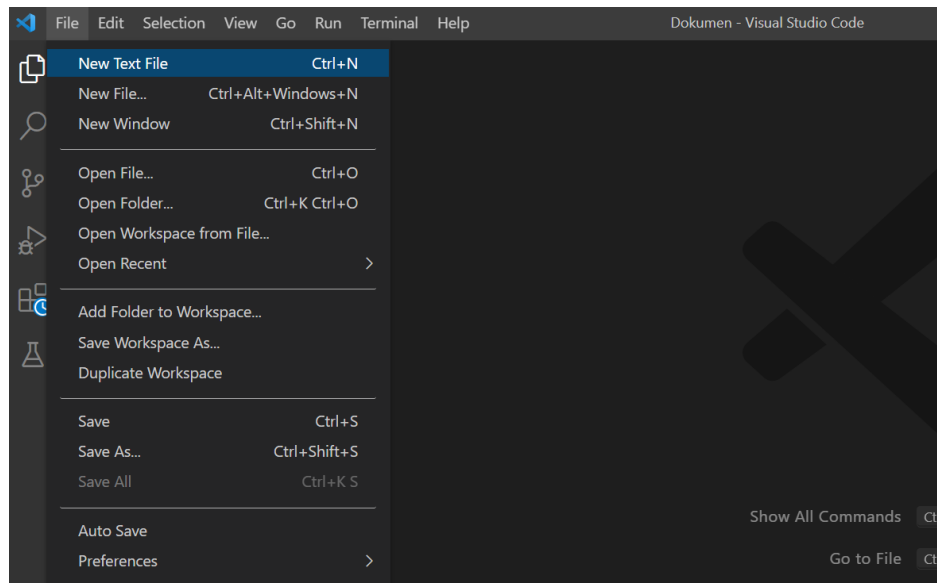 File Edit Selection View Go Run Terminal Help Dokumen - Visual Studio Code
New Text File Ctrl+N
New File... Ctrl+Alt+Windows+N
New Window Ctrl+Shift+N
Open File... Ctrl+O
Open Folder... Ctrl+K Ctrl+O
Open Workspace from File...
Open Recent
Add Folder to Workspace...
Save Workspace As...
Duplicate Workspace
Save Ctrl+S
Save As... Ctrl+Shift+S
Save All Ctrl+K S
Show All Commands
Auto Save
Go to File
Preferences